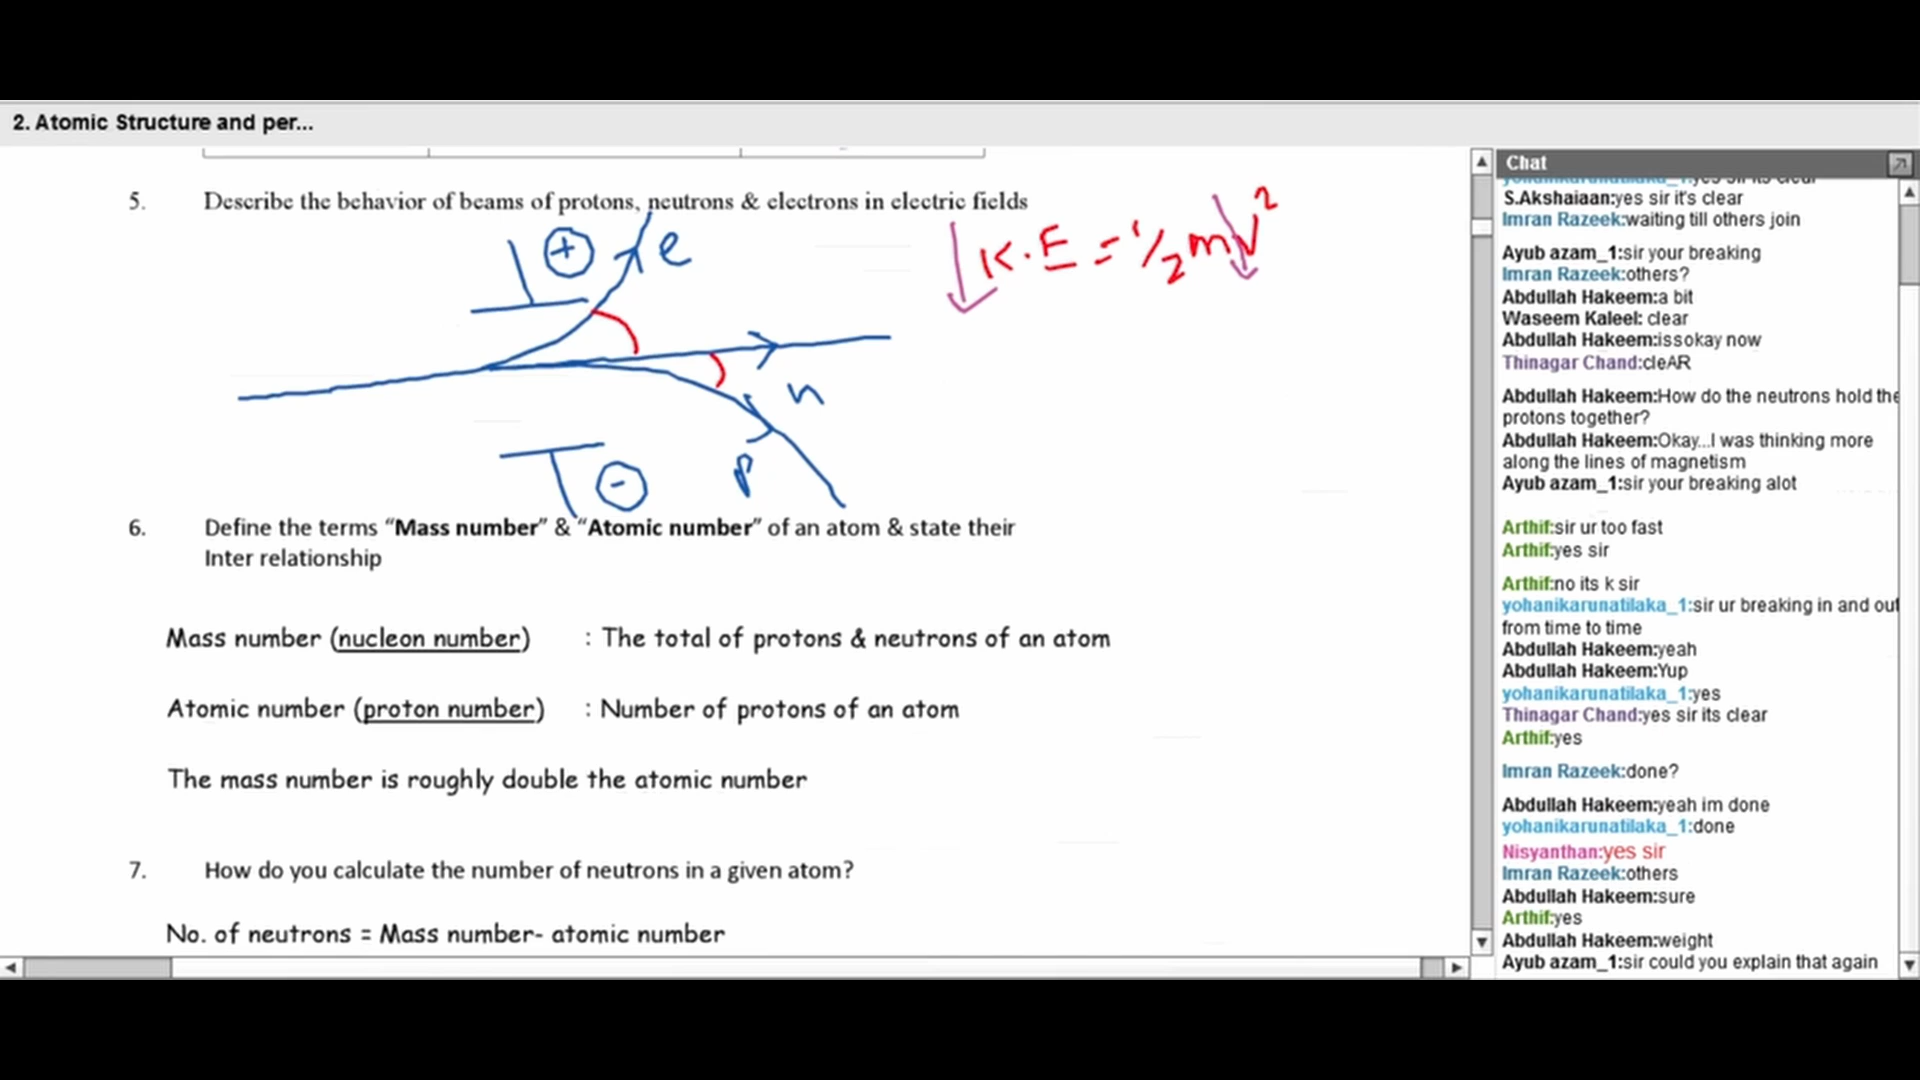 2. Atomic Structure and per...
5. Describe the behavior of beams of protons, neutrons & electrons in electric fields
+ e
K.E = 1/2 mv²
n
p
-
6. Define the terms “Mass number” & “Atomic number” of an atom & state their
Inter relationship
Mass number (nucleon number) : The total of protons & neutrons of an atom
Atomic number (proton number) : Number of protons of an atom
The mass number is roughly double the atomic number
7. How do you calculate the number of neutrons in a given atom?
No. of neutrons = Mass number- atomic number
Chat
S.Akshaiaan:yes sir it's clear
Imran Razeek:waiting till others join
Ayub azam_1:sir your breaking
Imran Razeek:others?
Abdullah Hakeem:a bit
Waseem Kaleel: clear
Abdullah Hakeem:issokay now
Thinagar Chand:cleAR
Abdullah Hakeem:How do the neutrons hold the
protons together?
Abdullah Hakeem:Okay...I was thinking more
along the lines of magnetism
Ayub azam_1:sir your breaking alot
Arthif:sir ur too fast
Arthif:yes sir
Arthif:no its k sir
yohanikarunatilaka_1:sir ur breaking in and out
from time to time
Abdullah Hakeem:yeah
Abdullah Hakeem:Yup
yohanikarunatilaka_1:yes
Thinagar Chand:yes sir its clear
Arthif:yes
Imran Razeek:done?
Abdullah Hakeem:yeah im done
yohanikarunatilaka_1:done
Nisyanthan:yes sir
Imran Razeek:others
Abdullah Hakeem:sure
Arthif:yes
Abdullah Hakeem:weight
Ayub azam_1:sir could you explain that again